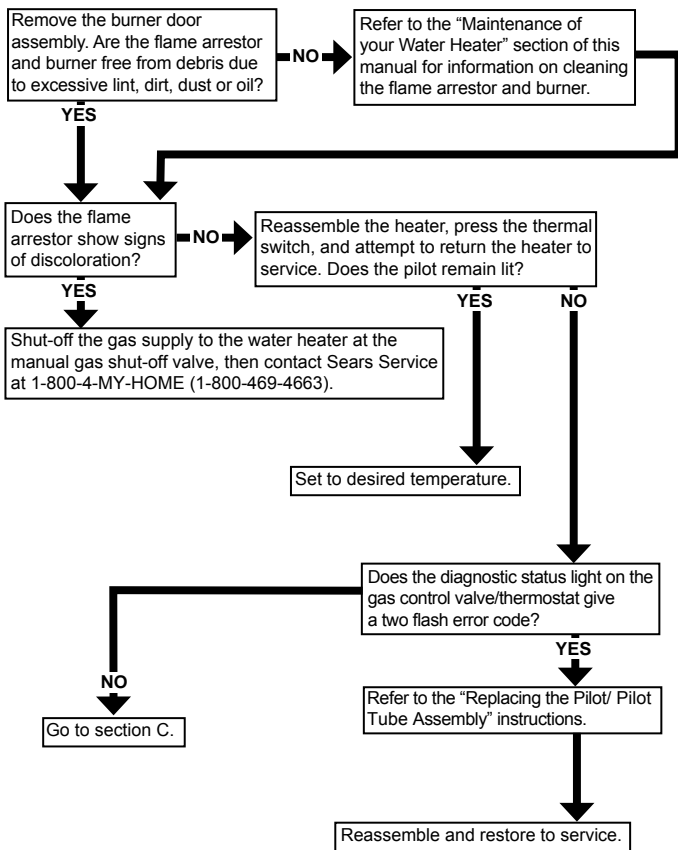 Remove the burner door
assembly. Are the flame arrestor
and burner free from debris due
to excessive lint, dirt, dust or oil?
NO
Refer to the “Maintenance of
your Water Heater” section of this
manual for information on cleaning
the flame arrestor and burner.
YES
Does the flame
arrestor show signs
of discoloration?
NO
Reassemble the heater, press the thermal
switch, and attempt to return the heater to
service. Does the pilot remain lit?
YES
Shut-off the gas supply to the water heater at the
manual gas shut-off valve, then contact Sears Service
at 1-800-4-MY-HOME (1-800-469-4663).
YES
NO
Set to desired temperature.
Does the diagnostic status light on the
gas control valve/thermostat give
a two flash error code?
NO
YES
Go to section C.
Refer to the “Replacing the Pilot/ Pilot
Tube Assembly” instructions.
Reassemble and restore to service.